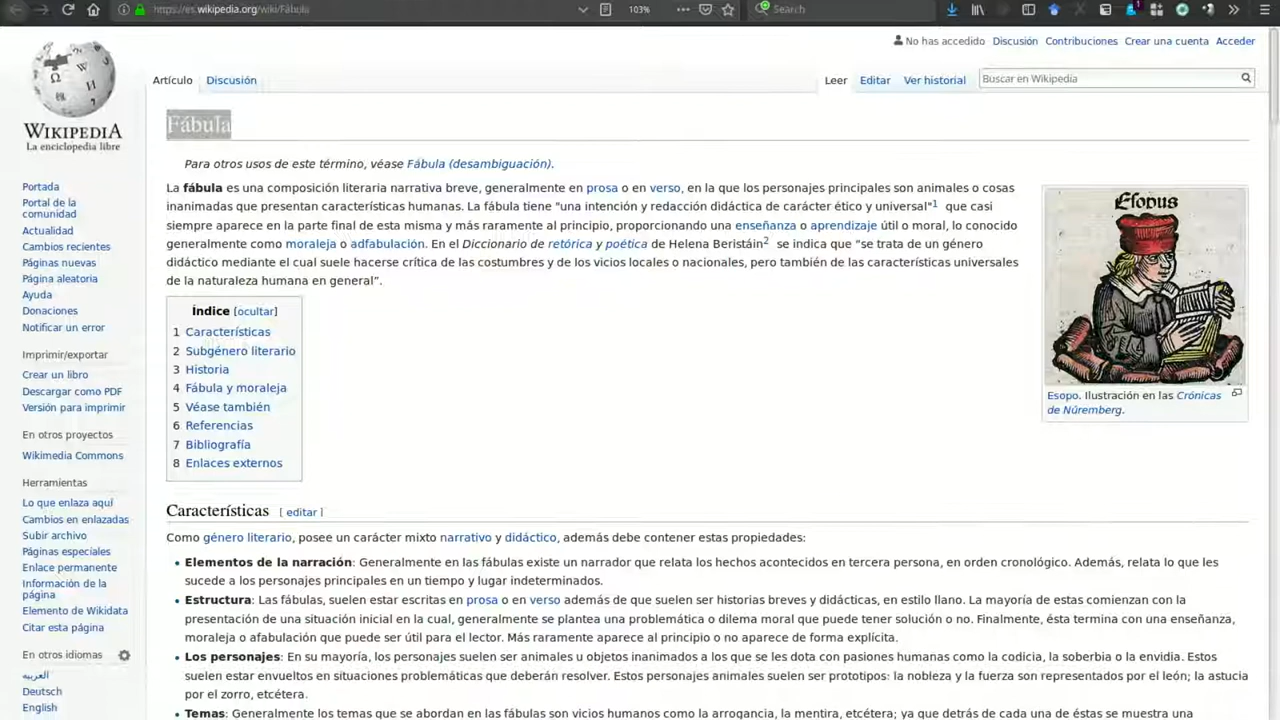 https://es.wikipedia.org/wiki/Fábula
103%
Search
1
No has accedido Discusión Contribuciones Crear una cuenta Acceder
Artículo Discusión
Leer Editar Ver historial
Buscar en Wikipedia
WIKIPEDIA
La enciclopedia libre
Portada
Portal de la
comunidad
Actualidad
Cambios recientes
Páginas nuevas
Página aleatoria
Ayuda
Donaciones
Notificar un error
Imprimir/exportar
Crear un libro
Descargar como PDF
Versión para imprimir
En otros proyectos
Wikimedia Commons
Herramientas
Lo que enlaza aquí
Cambios en enlazadas
Subir archivo
Páginas especiales
Enlace permanente
Información de la
página
Elemento de Wikidata
Citar esta página
En otros idiomas
العربية
Deutsch
English
Fábula
Para otros usos de este término, véase Fábula (desambiguación).
La fábula es una composición literaria narrativa breve, generalmente en prosa o en verso, en la que los personajes principales son animales o cosas
inanimadas que presentan características humanas. La fábula tiene "una intención y redacción didáctica de carácter ético y universal"1 que casi
siempre aparece en la parte final de esta misma y más raramente al principio, proporcionando una enseñanza o aprendizaje útil o moral, lo conocido
generalmente como moraleja o adfabulación. En el Diccionario de retórica y poética de Helena Beristáin2 se indica que “se trata de un género
didáctico mediante el cual suele hacerse crítica de las costumbres y de los vicios locales o nacionales, pero también de las características universales
de la naturaleza humana en general”.
Esopus
Esopo. Ilustración en las Crónicas
de Núremberg.
Índice [ocultar]
1 Características
2 Subgénero literario
3 Historia
4 Fábula y moraleja
5 Véase también
6 Referencias
7 Bibliografía
8 Enlaces externos
Características [ editar ]
Como género literario, posee un carácter mixto narrativo y didáctico, además debe contener estas propiedades:
• Elementos de la narración: Generalmente en las fábulas existe un narrador que relata los hechos acontecidos en tercera persona, en orden cronológico. Además, relata lo que les
sucede a los personajes principales en un tiempo y lugar indeterminados.
• Estructura: Las fábulas, suelen estar escritas en prosa o en verso además de que suelen ser historias breves y didácticas, en estilo llano. La mayoría de estas comienzan con la
presentación de una situación inicial en la cual, generalmente se plantea una problemática o dilema moral que puede tener solución o no. Finalmente, ésta termina con una enseñanza,
moraleja o afabulación que puede ser útil para el lector. Más raramente aparece al principio o no aparece de forma explícita.
• Los personajes: En su mayoría, los personajes suelen ser animales u objetos inanimados a los que se les dota con pasiones humanas como la codicia, la soberbia o la envidia. Estos
suelen estar envueltos en situaciones problemáticas que deberán resolver. Estos personajes animales suelen ser prototipos: la nobleza y la fuerza son representados por el león; la astucia
por el zorro, etcétera.
• Temas: Generalmente los temas que se abordan en las fábulas son vicios humanos como la arrogancia, la mentira, etcétera; ya que detrás de cada una de éstas se muestra una